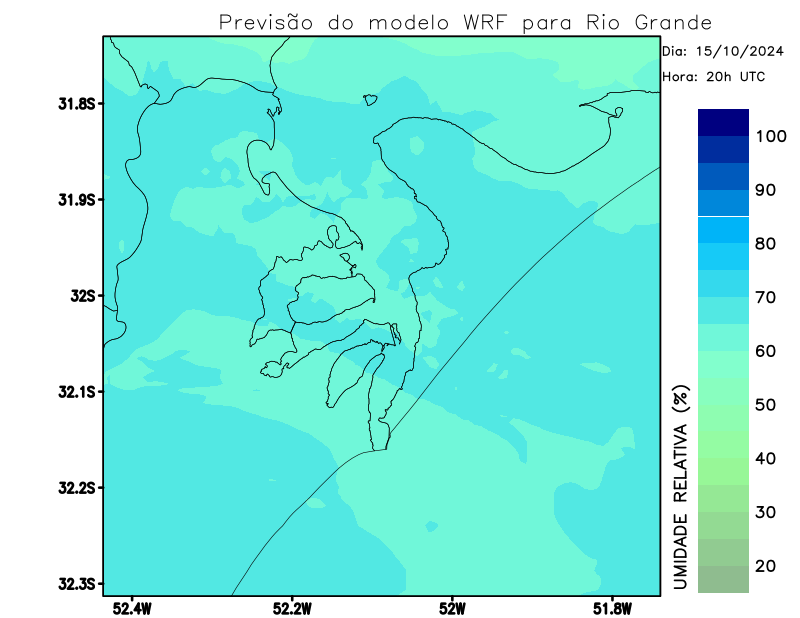 Previsão do modelo WRF para Rio Grande
Dia: 15/10/2024
Hora: 20h UTC
31.8S
31.9S
32S
32.1S
32.2S
32.3S
52.4W
52.2W
52W
51.8W
100
90
80
70
60
50
40
30
20
UMIDADE RELATIVA (%)